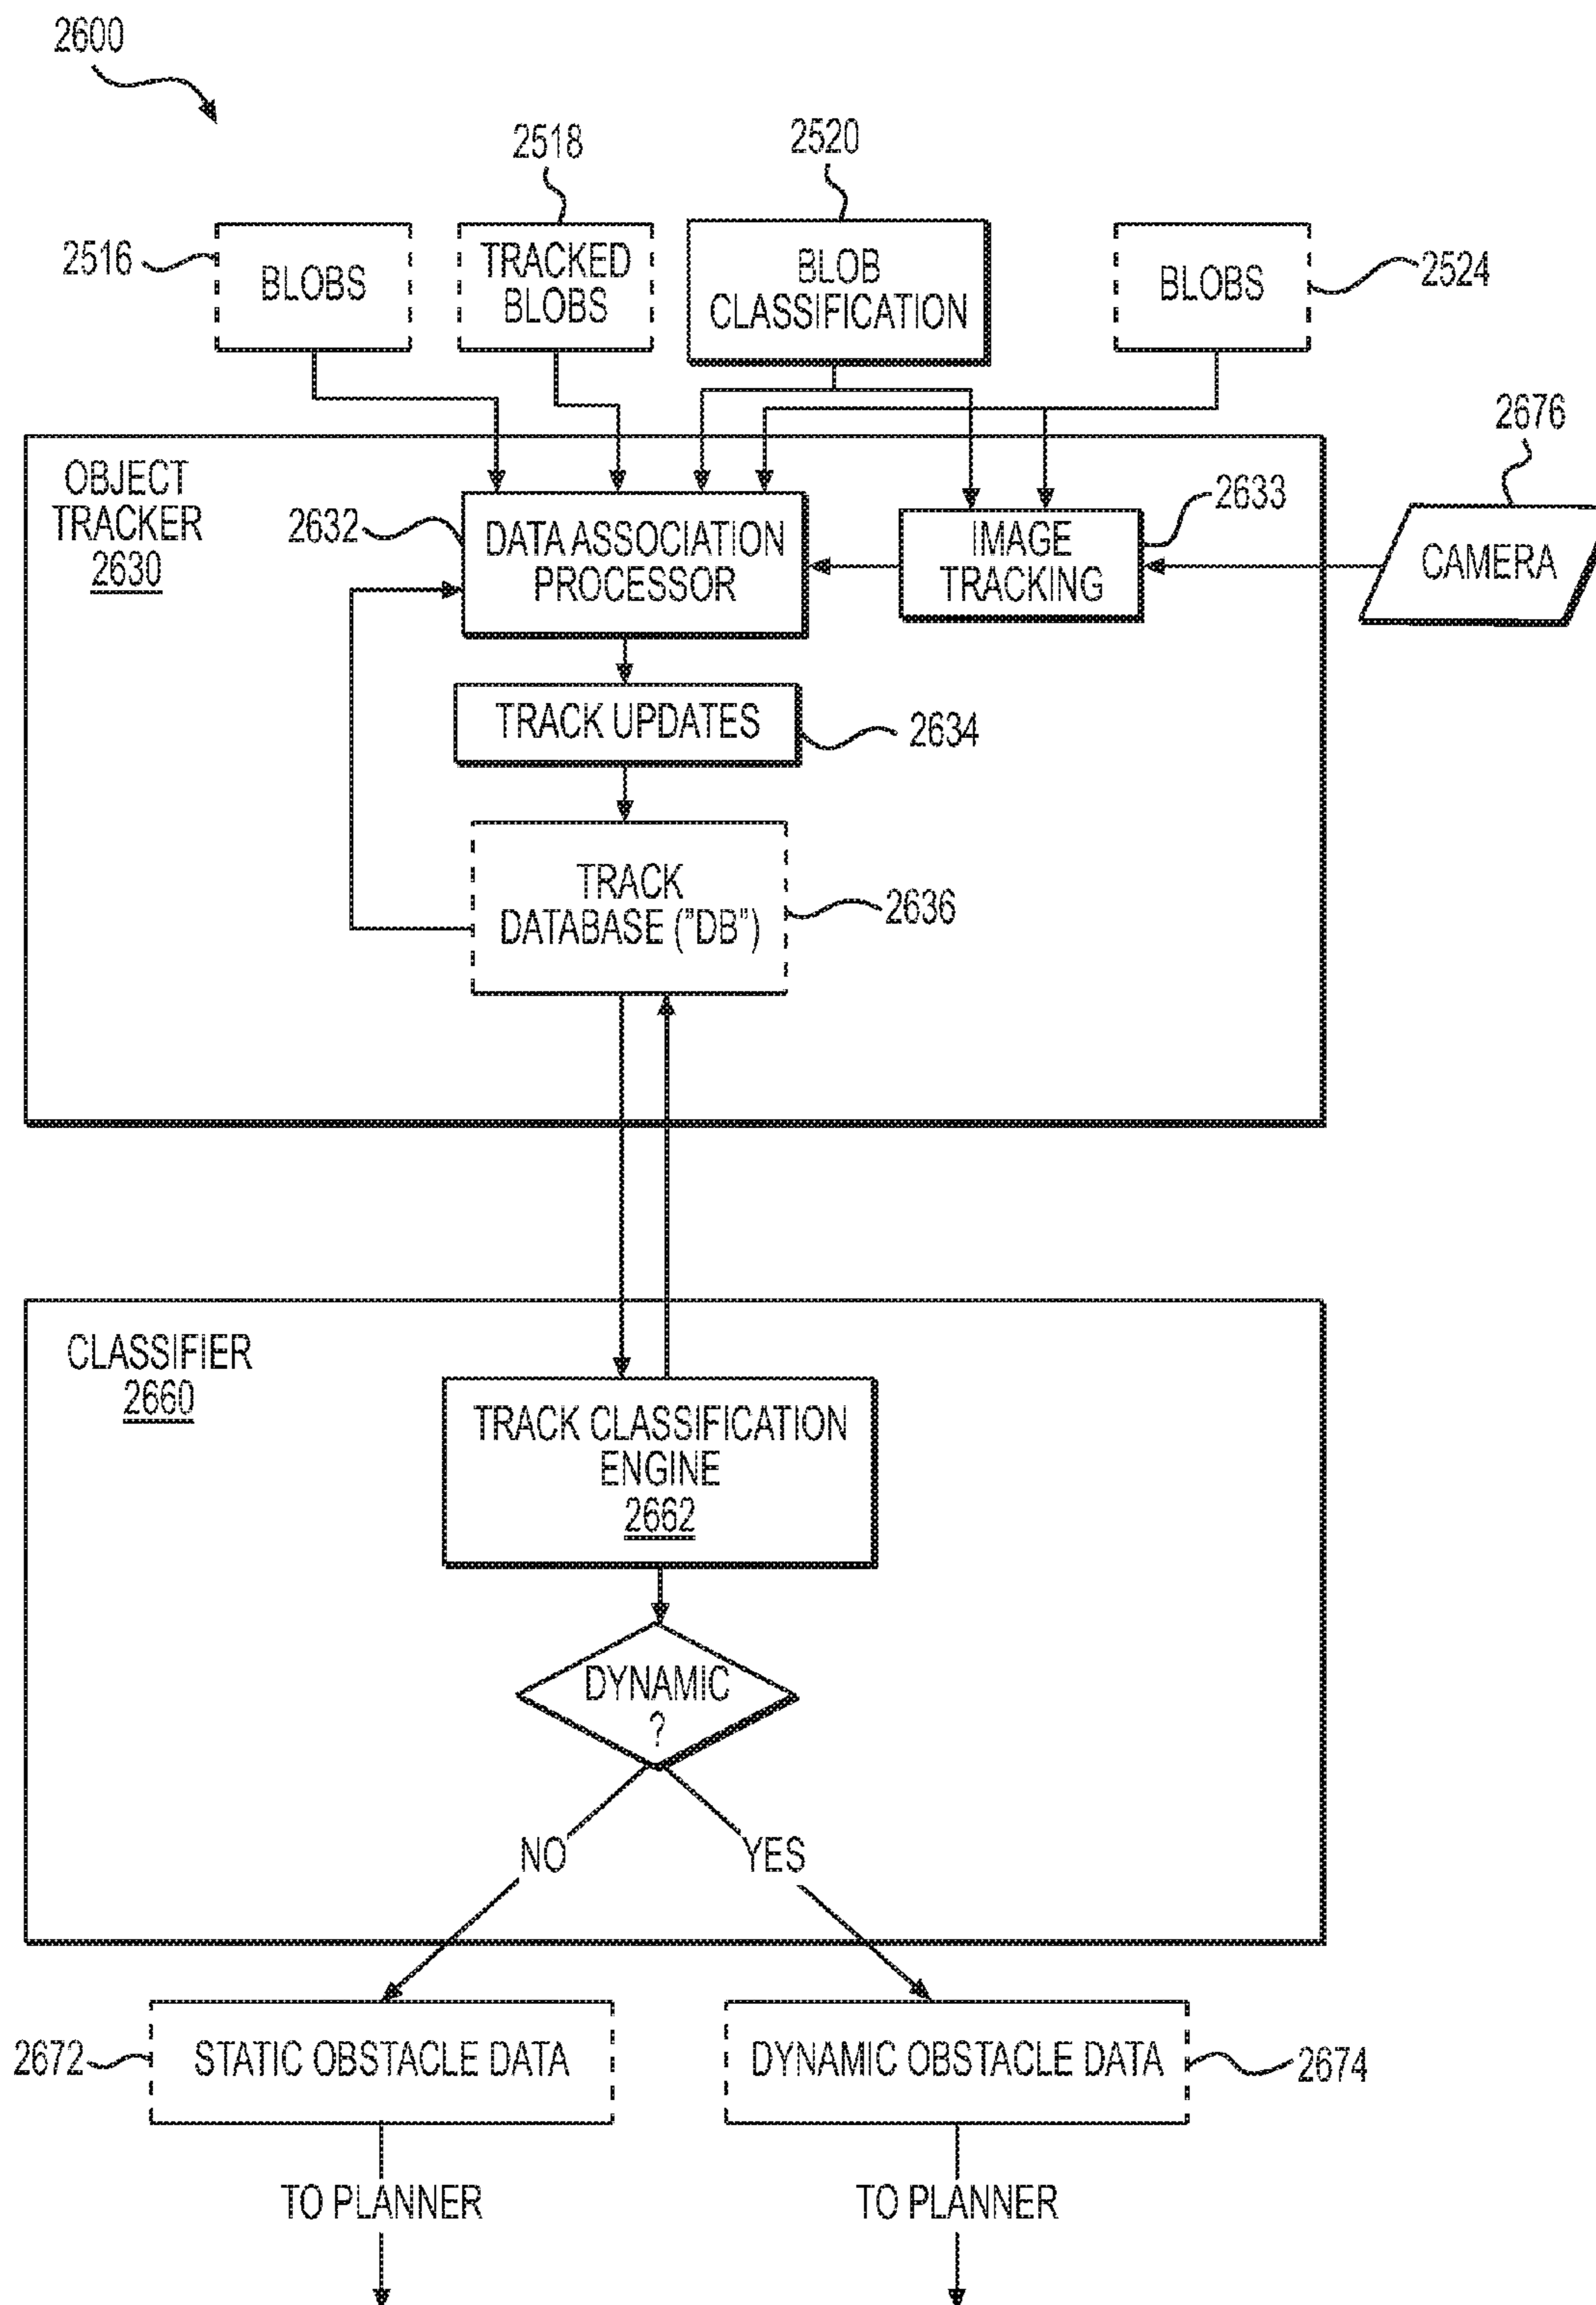 2600
2518
2520
2516
BLOBS
TRACKED
BLOBS
BLOB
CLASSIFICATION
BLOBS
2524
2676
OBJECT
TRACKER
2630
2632
DATA ASSOCIATION
PROCESSOR
IMAGE
TRACKING
2633
CAMERA
TRACK UPDATES
2634
TRACK
DATABASE ("DB")
2636
CLASSIFIER
2660
TRACK CLASSIFICATION
ENGINE
2662
DYNAMIC
?
NO
YES
2672
STATIC OBSTACLE DATA
DYNAMIC OBSTACLE DATA
2674
TO PLANNER
TO PLANNER